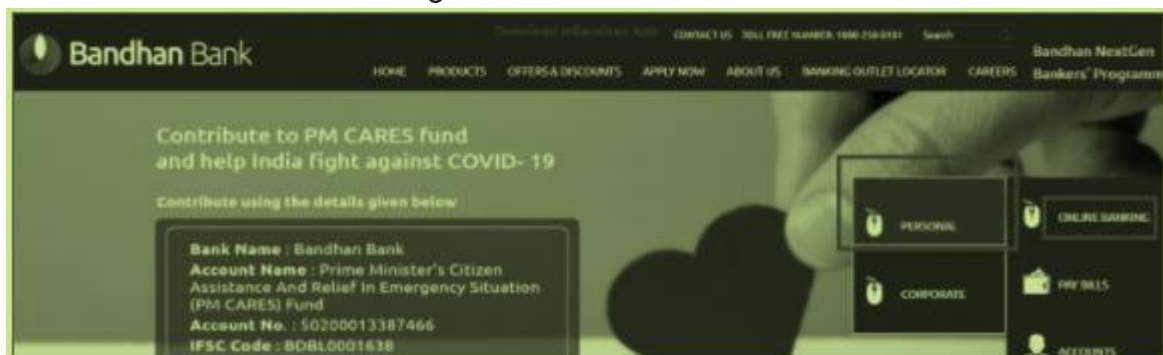 CONTACT US TOLL FREE NUMBER: 1800-258-8181 Search
Bandhan Bank
Bandhan NextGen
Bankers' Programm
HOME PRODUCTS OFFERS & DISCOUNTS APPLY NOW ABOUT US BANKING OUTLET LOCATOR CAREERS
Contribute to PM CARES fund
and help India fight against COVID- 19
Contribute using the details given below
Bank Name : Bandhan Bank
Account Name : Prime Minister's Citizen
Assistance And Relief In Emergency Situation
(PM CARES) Fund
Account No. : 50200013387466
IFSC Code : BDBL0001638
PERSONAL
CORPORATE
ONLINE BANKING
PAY BILLS
ACCOUNTS